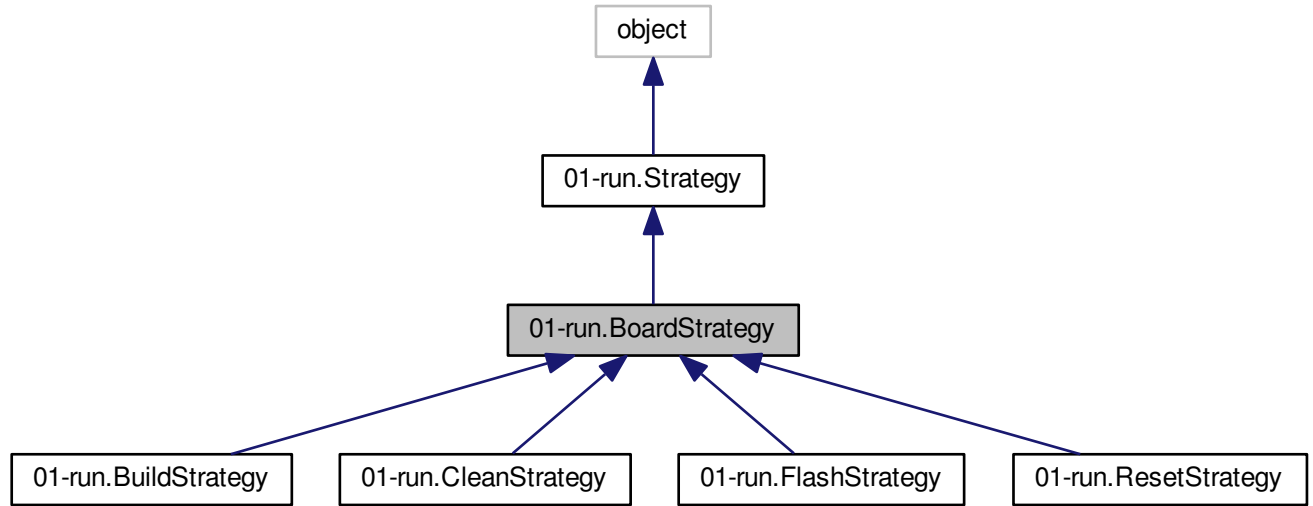 object
01-run.Strategy
01-run.BoardStrategy
01-run.BuildStrategy
01-run.CleanStrategy
01-run.FlashStrategy
01-run.ResetStrategy